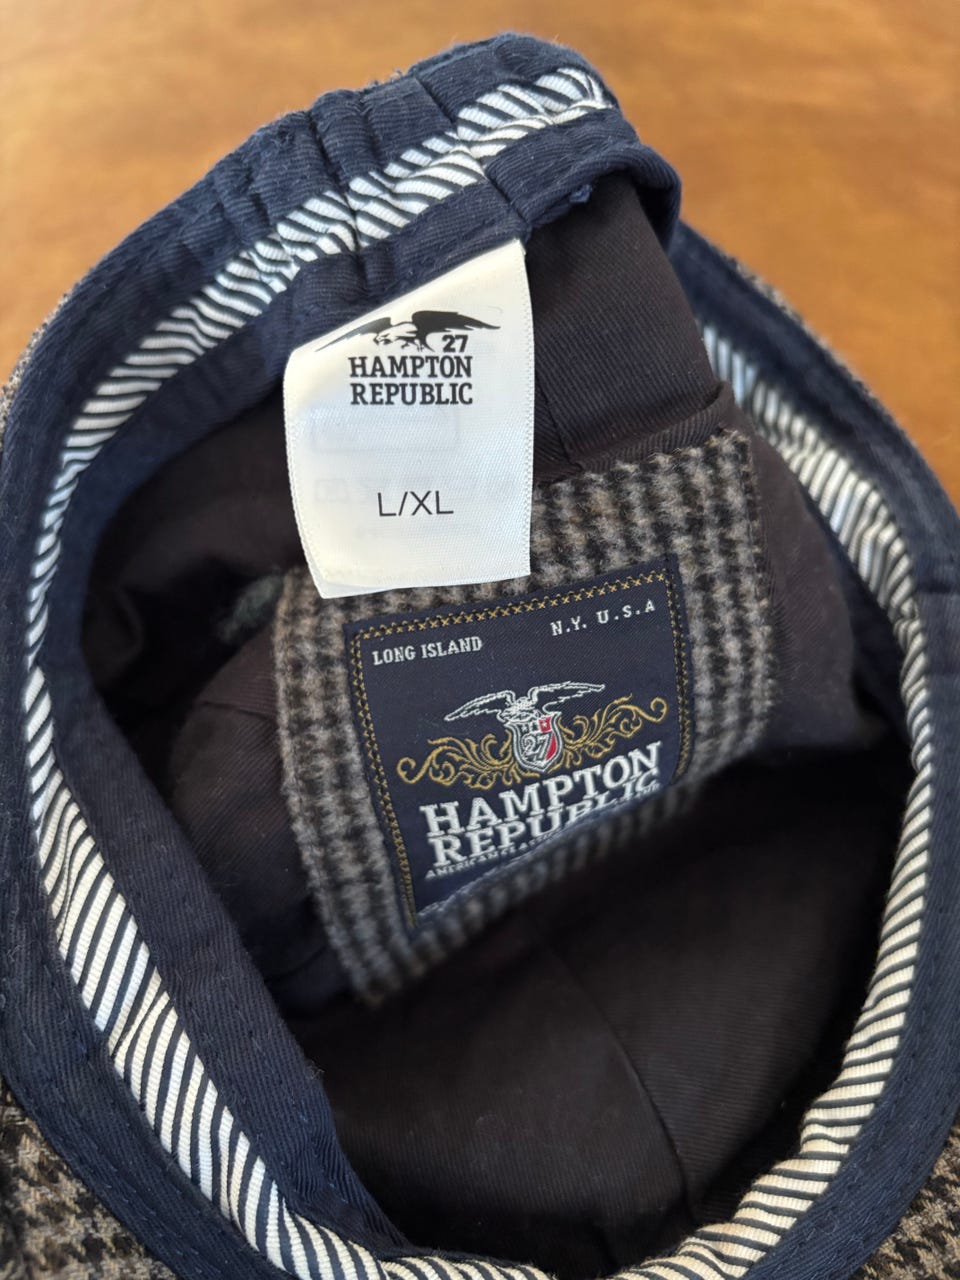 27
HAMPTON
REPUBLIC
L/XL
LONG ISLAND N.Y. U.S.A
27
HAMPTON
REPUBLIC